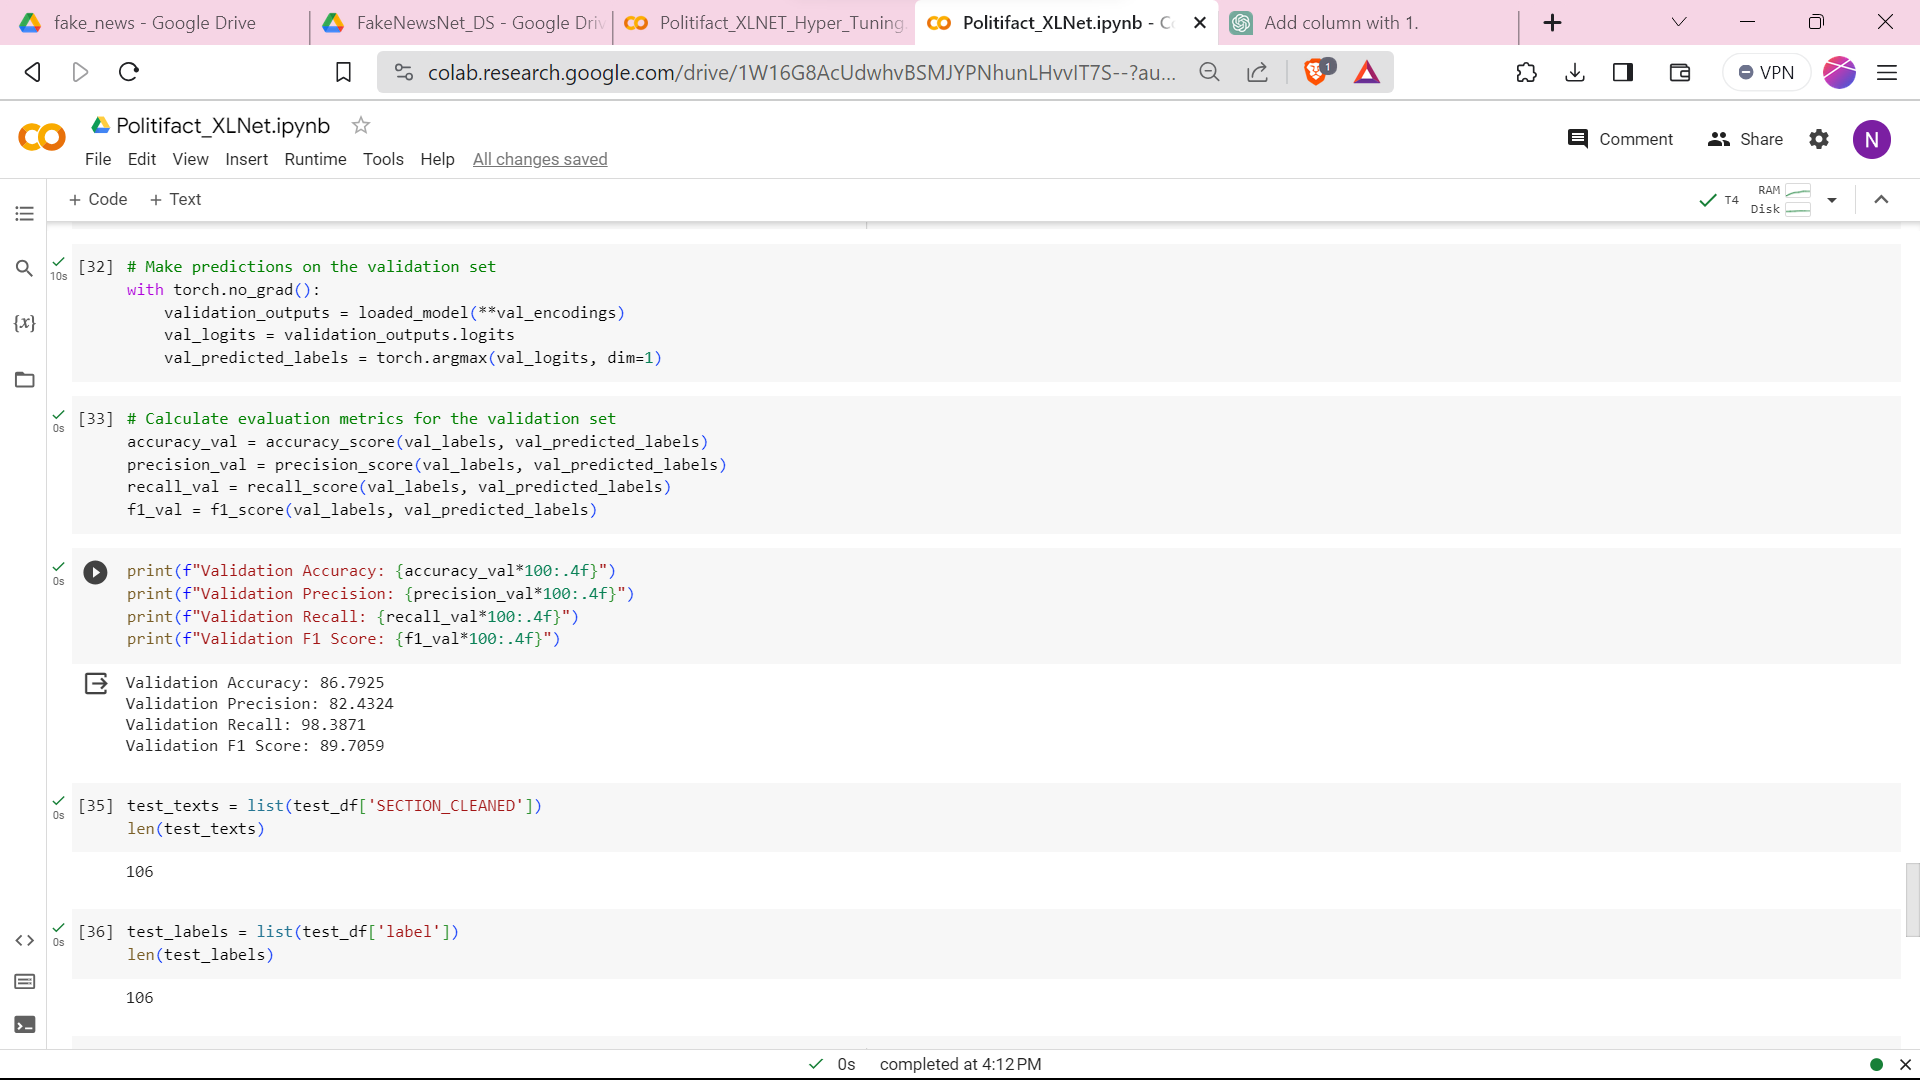 fake_news - Google Drive
FakeNewsNet_DS - Google Driv
Politifact_XLNET_Hyper_Tuning.
Politifact_XLNet.ipynb - C
Add column with 1.
colab.research.google.com/drive/1W16G8AcUdwhvBSMJYPNhunLHvvIT7S--?au...
1
VPN
Politifact_XLNet.ipynb
Comment
Share
N
File Edit View Insert Runtime Tools Help All changes saved
+ Code + Text
T4
RAM
Disk
{x}
10s
[32] # Make predictions on the validation set
with torch.no_grad():
validation_outputs = loaded_model(**val_encodings)
val_logits = validation_outputs.logits
val_predicted_labels = torch.argmax(val_logits, dim=1)
0s
[33] # Calculate evaluation metrics for the validation set
accuracy_val = accuracy_score(val_labels, val_predicted_labels)
precision_val = precision_score(val_labels, val_predicted_labels)
recall_val = recall_score(val_labels, val_predicted_labels)
f1_val = f1_score(val_labels, val_predicted_labels)
0s
print(f"Validation Accuracy: {accuracy_val*100:.4f}")
print(f"Validation Precision: {precision_val*100:.4f}")
print(f"Validation Recall: {recall_val*100:.4f}")
print(f"Validation F1 Score: {f1_val*100:.4f}")
Validation Accuracy: 86.7925
Validation Precision: 82.4324
Validation Recall: 98.3871
Validation F1 Score: 89.7059
0s
[35] test_texts = list(test_df['SECTION_CLEANED'])
len(test_texts)
106
0s
[36] test_labels = list(test_df['label'])
len(test_labels)
106
0s completed at 4:12 PM